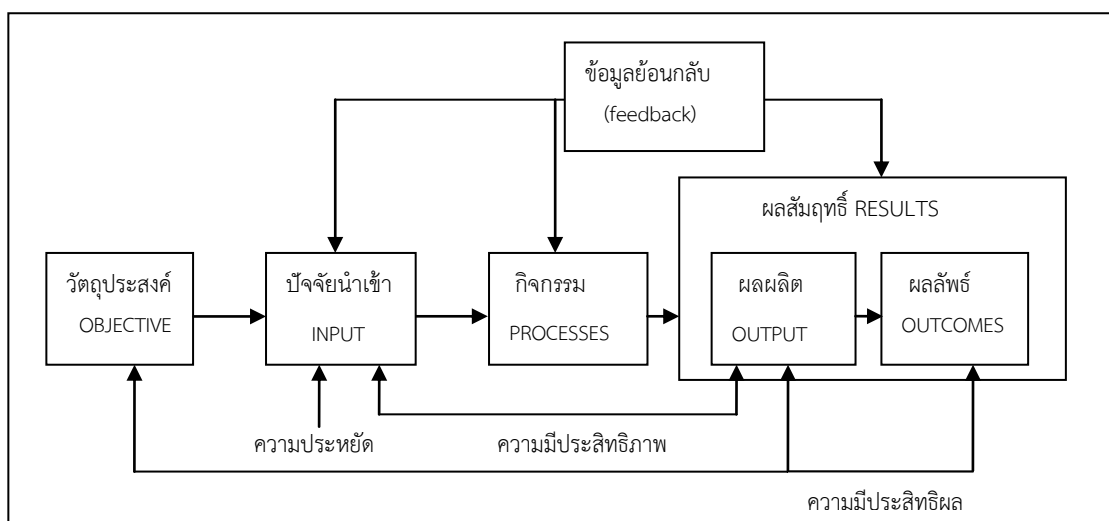 ข้อมูลย้อนกลับ
(feedback)
ผลสัมฤทธิ์ RESULTS
วัตถุประสงค์
OBJECTIVE
ปัจจัยนำเข้า
INPUT
กิจกรรม
PROCESSES
ผลผลิต
OUTPUT
ผลลัพธ์
OUTCOMES
ความประหยัด
ความมีประสิทธิภาพ
ความมีประสิทธิผล